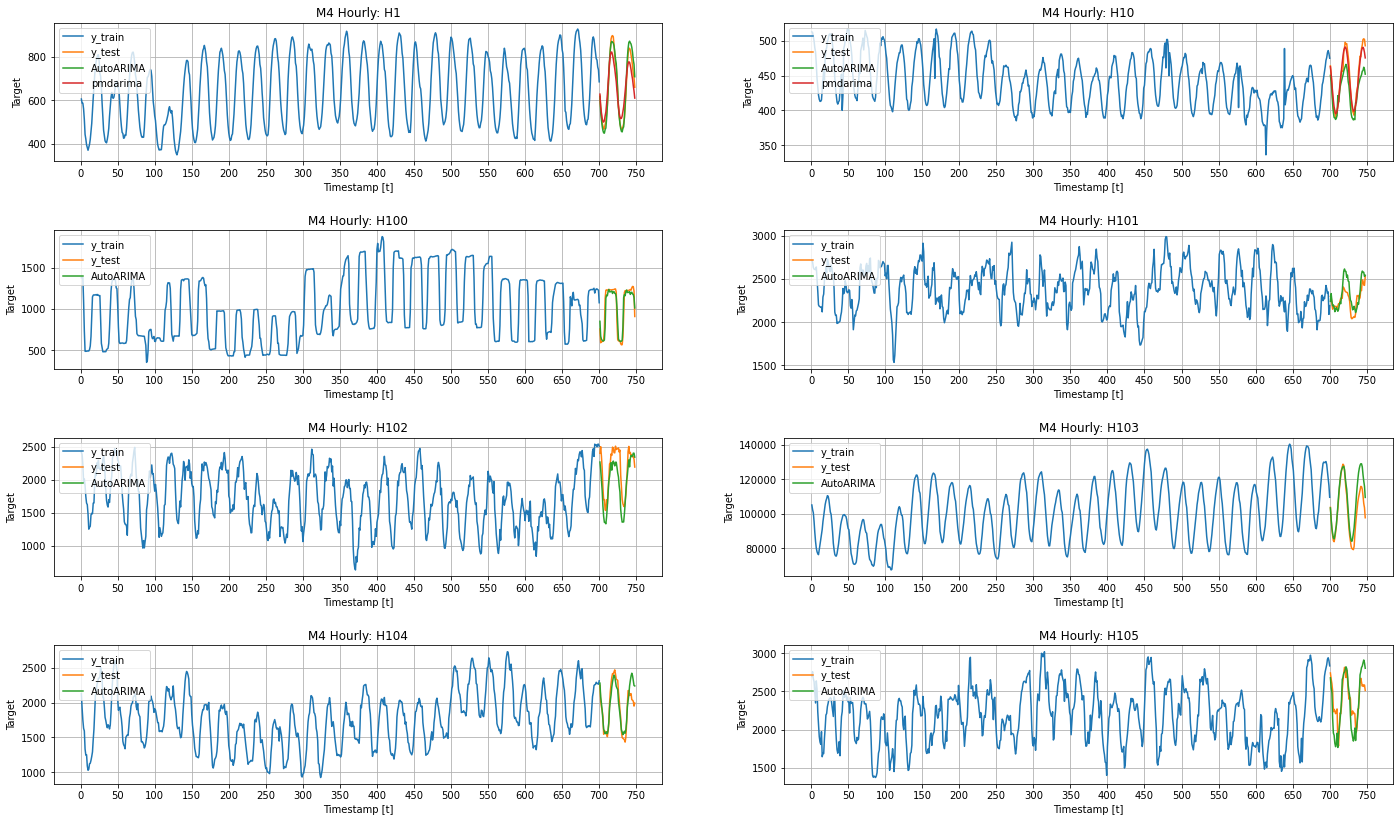 M4 Hourly: H1
y_train
y_test
AutoARIMA
pmdarima
Target
800
600
400
0 50 100 150 200 250 300 350 400 450 500 550 600 650 700 750
Timestamp [t]
M4 Hourly: H10
y_train
y_test
AutoARIMA
pmdarima
Target
500
450
400
350
0 50 100 150 200 250 300 350 400 450 500 550 600 650 700 750
Timestamp [t]
M4 Hourly: H100
y_train
y_test
AutoARIMA
Target
1500
1000
500
0 50 100 150 200 250 300 350 400 450 500 550 600 650 700 750
Timestamp [t]
M4 Hourly: H101
y_train
y_test
AutoARIMA
Target
3000
2500
2000
1500
0 50 100 150 200 250 300 350 400 450 500 550 600 650 700 750
Timestamp [t]
M4 Hourly: H102
y_train
y_test
AutoARIMA
Target
2500
2000
1500
1000
0 50 100 150 200 250 300 350 400 450 500 550 600 650 700 750
Timestamp [t]
M4 Hourly: H103
y_train
y_test
AutoARIMA
Target
140000
120000
100000
80000
0 50 100 150 200 250 300 350 400 450 500 550 600 650 700 750
Timestamp [t]
M4 Hourly: H104
y_train
y_test
AutoARIMA
Target
2500
2000
1500
1000
0 50 100 150 200 250 300 350 400 450 500 550 600 650 700 750
Timestamp [t]
M4 Hourly: H105
y_train
y_test
AutoARIMA
Target
3000
2500
2000
1500
0 50 100 150 200 250 300 350 400 450 500 550 600 650 700 750
Timestamp [t]